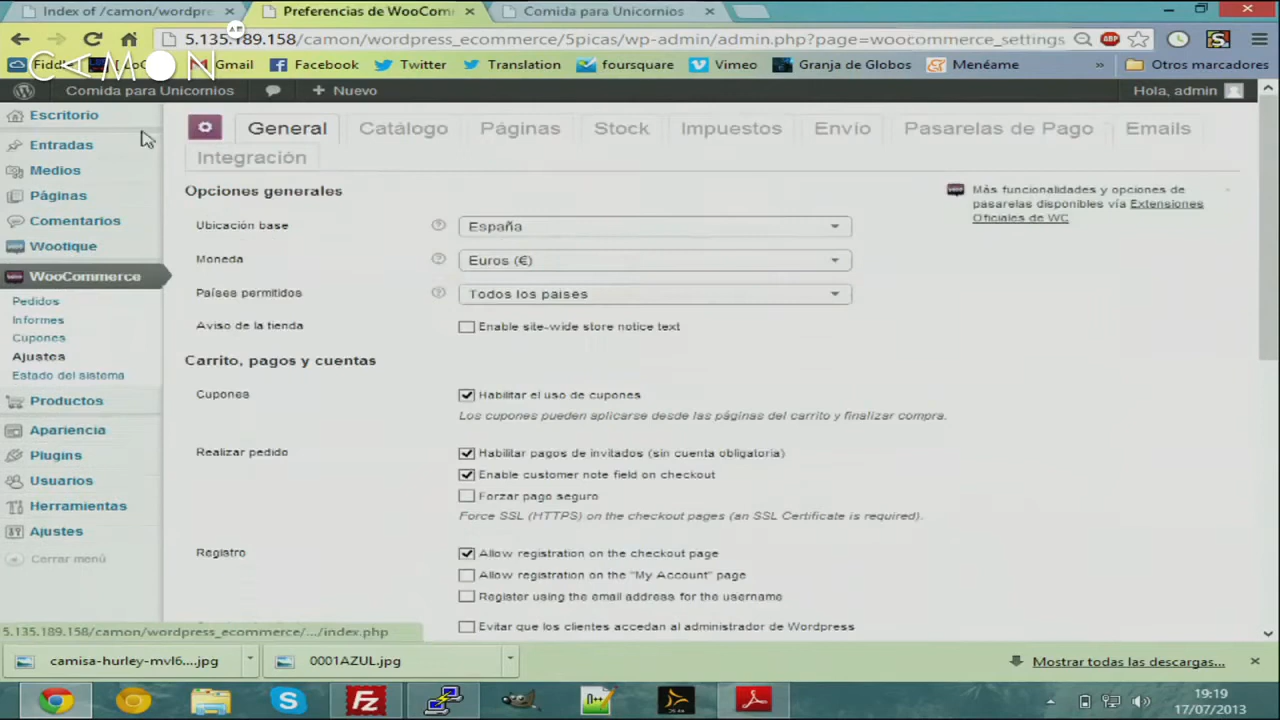 Index of /camon/wordpre
Preferencias de WooComm
Comida para Unicornios
5.135.189.158/camon/wordpress_ecommerce/5picas/wp-admin/admin.php?page=woocommerce_settings
CAMON
Gmail
Facebook
Twitter
Translation
foursquare
Vimeo
Granja de Globos
Menéame
»
Otros marcadores
Comida para Unicornios
+ Nuevo
Hola, admin
Escritorio
Entradas
Medios
Páginas
Comentarios
Wootique
WooCommerce
Pedidos
Informes
Cupones
Ajustes
Estado del sistema
Productos
Apariencia
Plugins
Usuarios
Herramientas
Ajustes
Cerrar menú
General
Catálogo
Páginas
Stock
Impuestos
Envío
Pasarelas de Pago
Emails
Integración
Opciones generales
Más funcionalidades y opciones de
pasarelas disponibles vía Extensiones
Oficiales de WC
Ubicación base
España
Moneda
Euros (€)
Países permitidos
Todos los países
Aviso de la tienda
Enable site-wide store notice text
Carrito, pagos y cuentas
Cupones
Habilitar el uso de cupones
Los cupones pueden aplicarse desde las páginas del carrito y finalizar compra.
Realizar pedido
Habilitar pagos de invitados (sin cuenta obligatoria)
Enable customer note field on checkout
Forzar pago seguro
Force SSL (HTTPS) on the checkout pages (an SSL Certificate is required).
Registro
Allow registration on the checkout page
Allow registration on the "My Account" page
Register using the email address for the username
Evitar que los clientes accedan al administrador de Wordpress
5.135.189.158/camon/wordpress_ecommerce/.../index.php
camisa-hurley-mvl6....jpg
0001AZUL.jpg
Mostrar todas las descargas...
19:19
17/07/2013